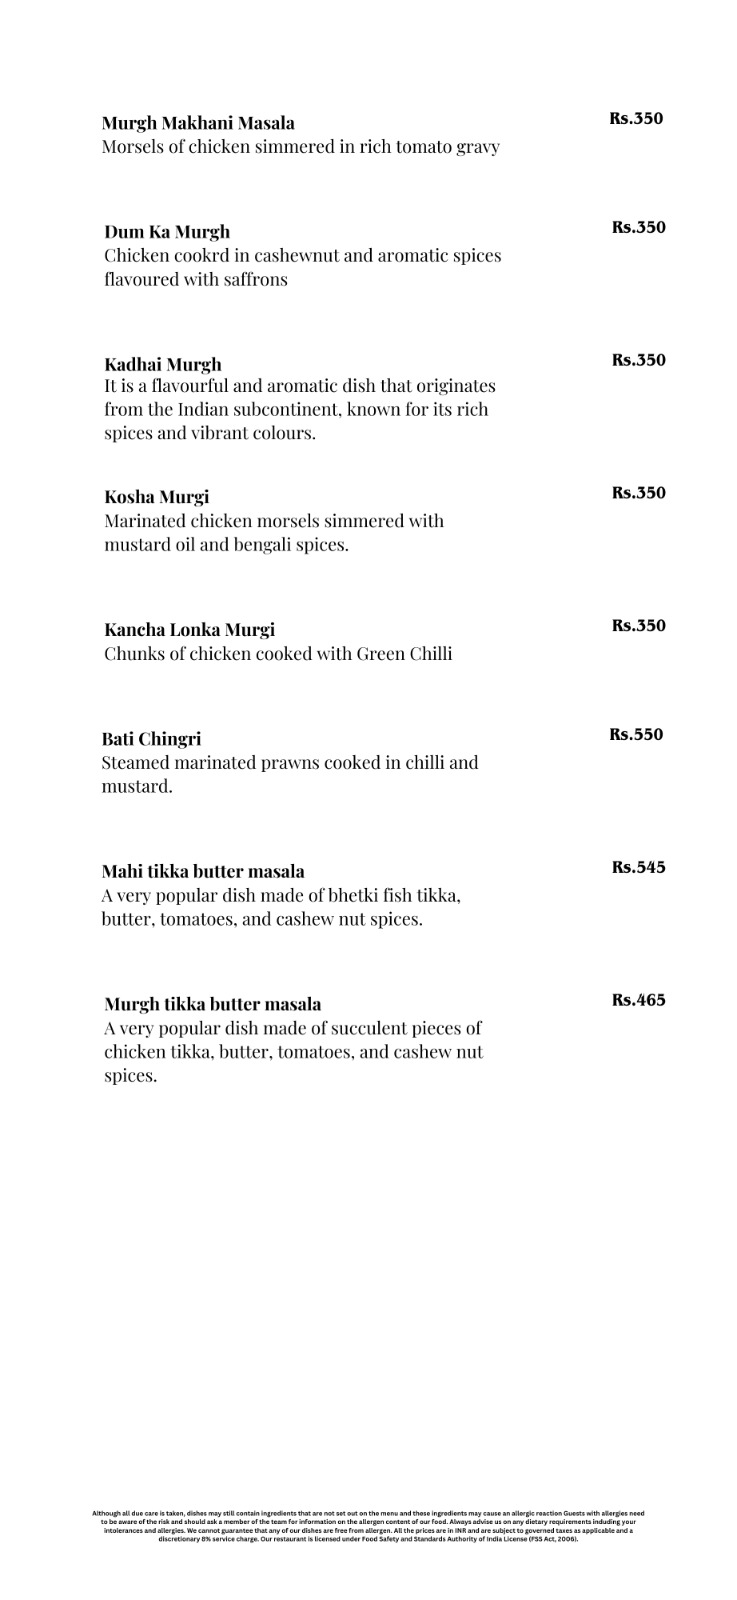 Murgh Makhani Masala Rs.350
Morsels of chicken simmered in rich tomato gravy
Dum Ka Murgh Rs.350
Chicken cookrd in cashewnut and aromatic spices
flavoured with saffrons
Kadhai Murgh Rs.350
It is a flavourful and aromatic dish that originates
from the Indian subcontinent, known for its rich
spices and vibrant colours.
Kosha Murgi Rs.350
Marinated chicken morsels simmered with
mustard oil and bengali spices.
Kancha Lonka Murgi Rs.350
Chunks of chicken cooked with Green Chilli
Bati Chingri Rs.550
Steamed marinated prawns cooked in chilli and
mustard.
Mahi tikka butter masala Rs.545
A very popular dish made of bhetki fish tikka,
butter, tomatoes, and cashew nut spices.
Murgh tikka butter masala Rs.465
A very popular dish made of succulent pieces of
chicken tikka, butter, tomatoes, and cashew nut
spices.
Although all due care is taken, dishes may still contain ingredients that are not set out on the menu and these ingredients may cause an allergic reaction Guests with allergies need
to be aware of the risk and should ask a member of the team for information on the allergen content of our food. Always advise us on any dietary requirements including your
intolerances and allergies. We cannot guarantee that any of our dishes are free from allergen. All the prices are in INR and are subject to governed taxes as applicable and a
discretionary 8% service charge. Our restaurant is licensed under Food Safety and Standards Authority of India License (FSS Act, 2006).